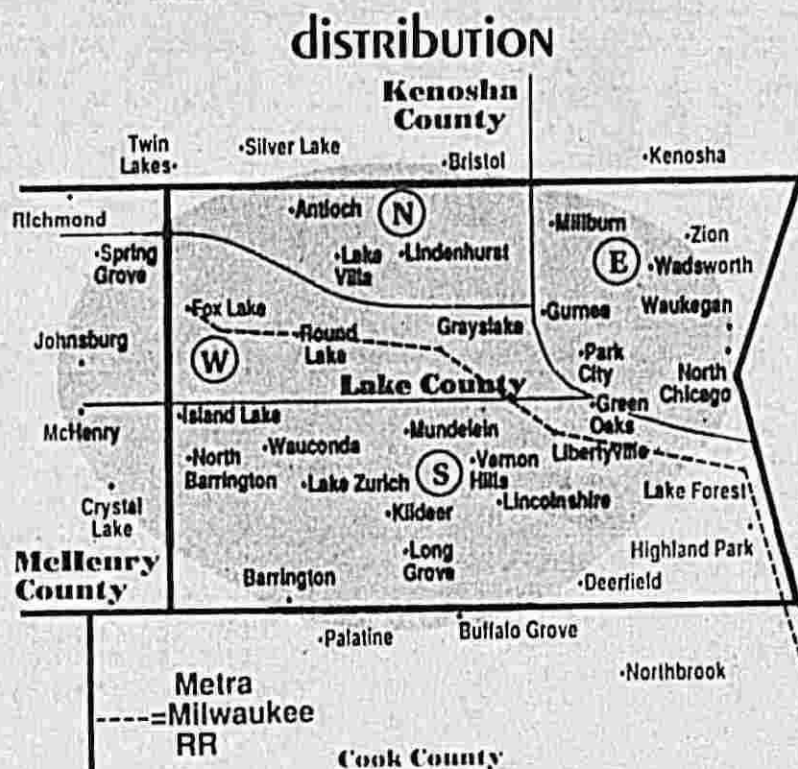 distribution
Kenosha
County
Twin
Lakes
Silver Lake
Bristol
Kenosha
Richmond
Antioch
N
Millburn
Zion
Spring
Grove
Lake
Villa
Lindenhurst
E
Wadsworth
Fox Lake
Gurnee
Waukegan
Johnsburg
Round
Lake
Grayslake
W
Park
City
North
Chicago
Lake County
Island Lake
Green
Oaks
McHenry
Mundelein
Wauconda
North
Barrington
Libertyville
Lake Zurich
S
Vernon
Hills
Crystal
Lake
Lincolnshire
Lake Forest
Kildeer
McHenry
County
Long
Grove
Highland Park
Barrington
Deerfield
Palatine
Buffalo Grove
Northbrook
Metra
----=Milwaukee
RR
Cook County